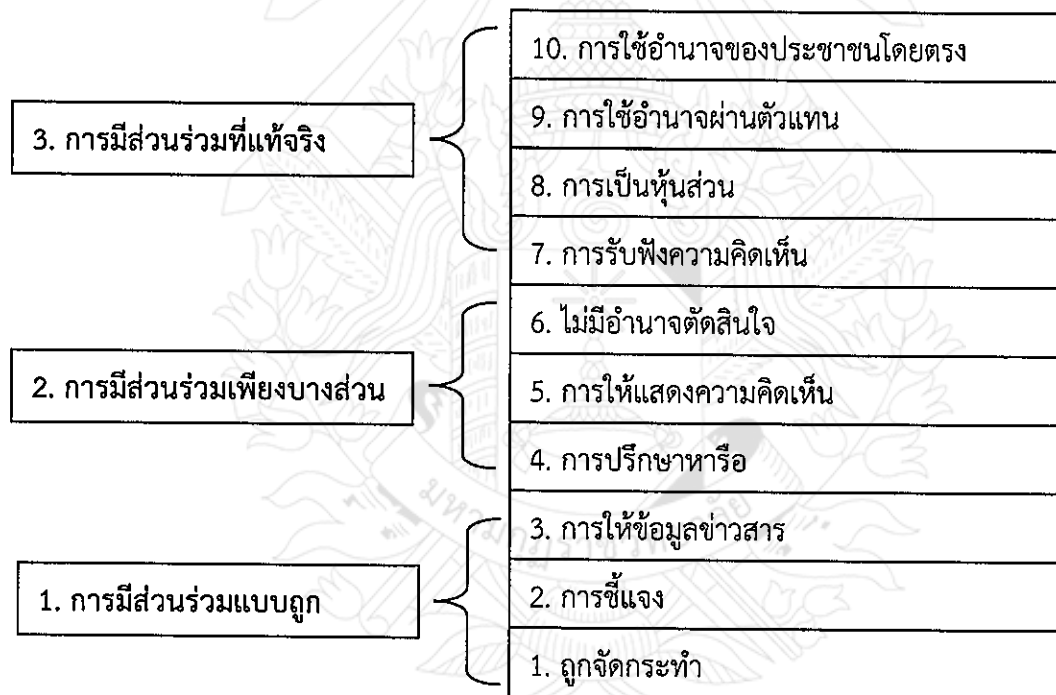 10. การใช้อำนาจของประชาชนโดยตรง
9. การใช้อำนาจผ่านตัวแทน
3. การมีส่วนร่วมที่แท้จริง
8. การเป็นหุ้นส่วน
7. การรับฟังความคิดเห็น
6. ไม่มีอำนาจตัดสินใจ
2. การมีส่วนร่วมเพียงบางส่วน
5. การให้แสดงความคิดเห็น
4. การปรึกษาหารือ
3. การให้ข้อมูลข่าวสาร
1. การมีส่วนร่วมแบบถูก
2. การชี้แจง
1. ถูกจัดกระทำ